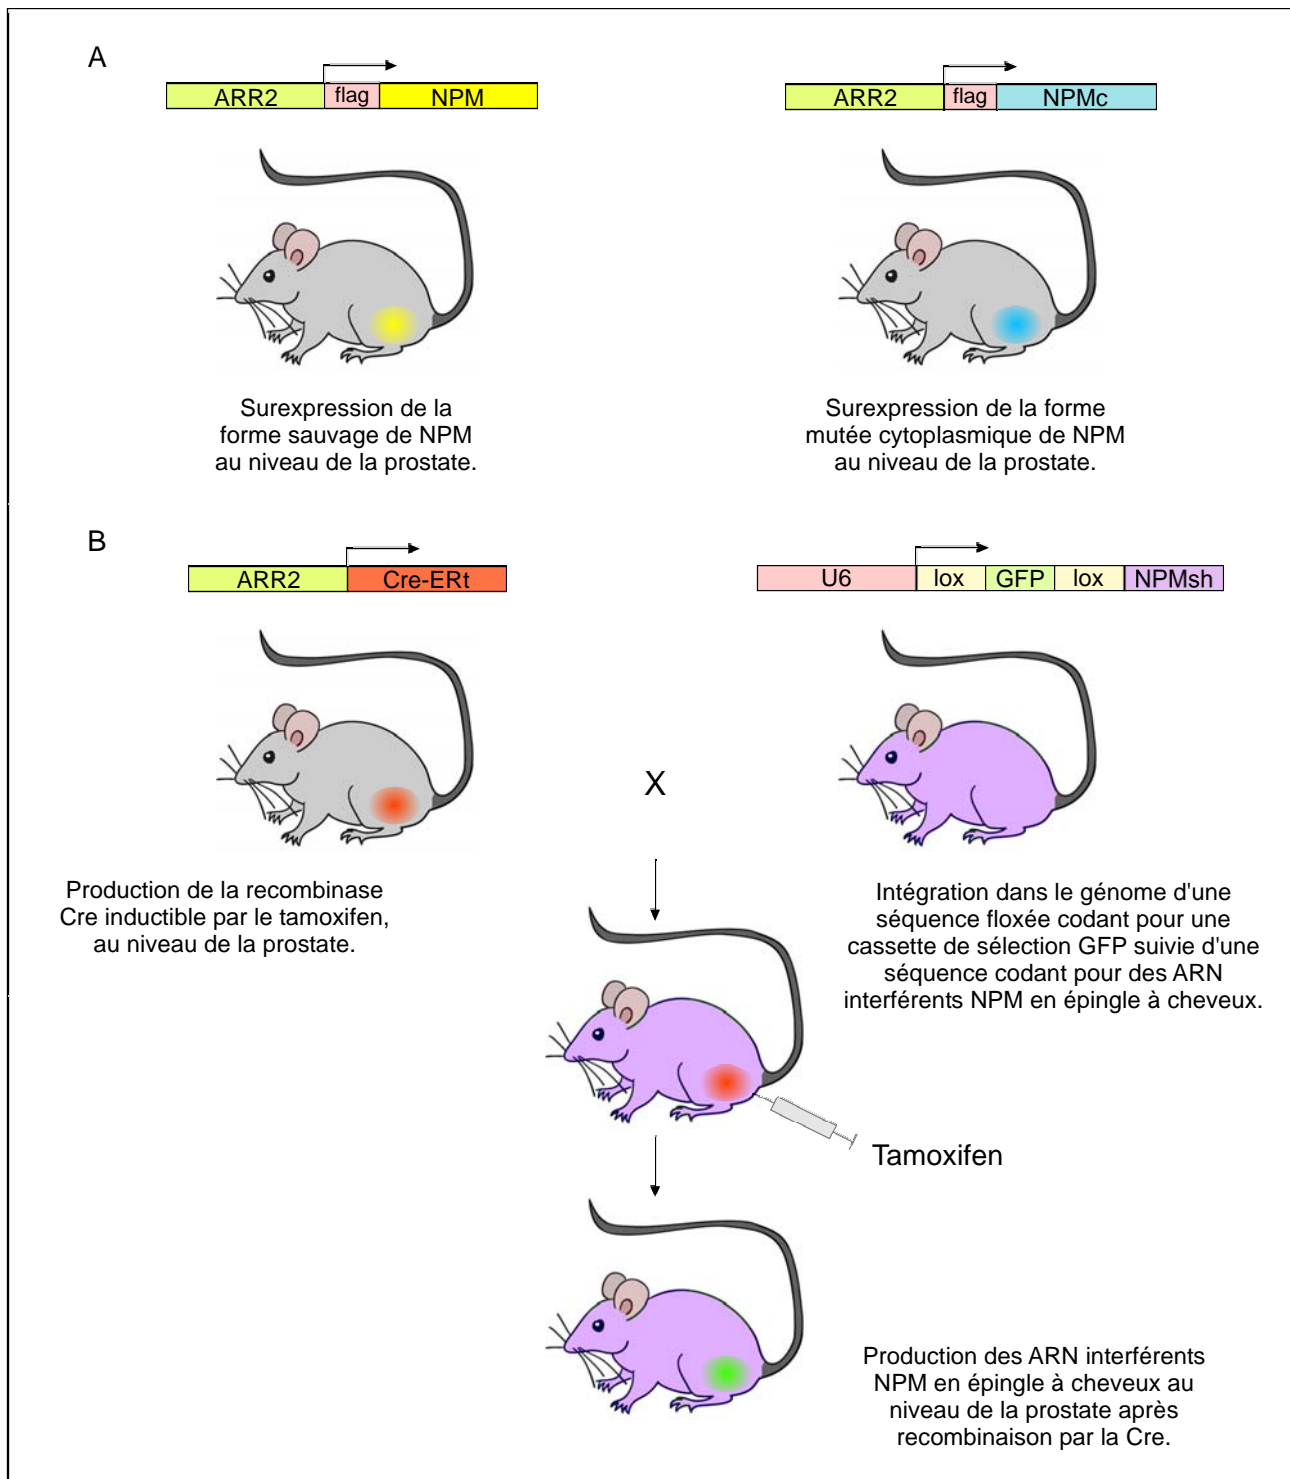 A
ARR2 flag NPM
ARR2 flag NPMc
Surexpression de la
forme sauvage de NPM
au niveau de la prostate.
Surexpression de la forme
mutée cytoplasmique de NPM
au niveau de la prostate.
B
ARR2 Cre-ERt
U6 lox GFP lox NPMsh
X
Production de la recombinase
Cre inductible par le tamoxifen,
au niveau de la prostate.
Intégration dans le génome d'une
séquence floxée codant pour une
cassette de sélection GFP suivie d'une
séquence codant pour des ARN
interférents NPM en épingle à cheveux.
Tamoxifen
Production des ARN interférents
NPM en épingle à cheveux au
niveau de la prostate après
recombinaison par la Cre.